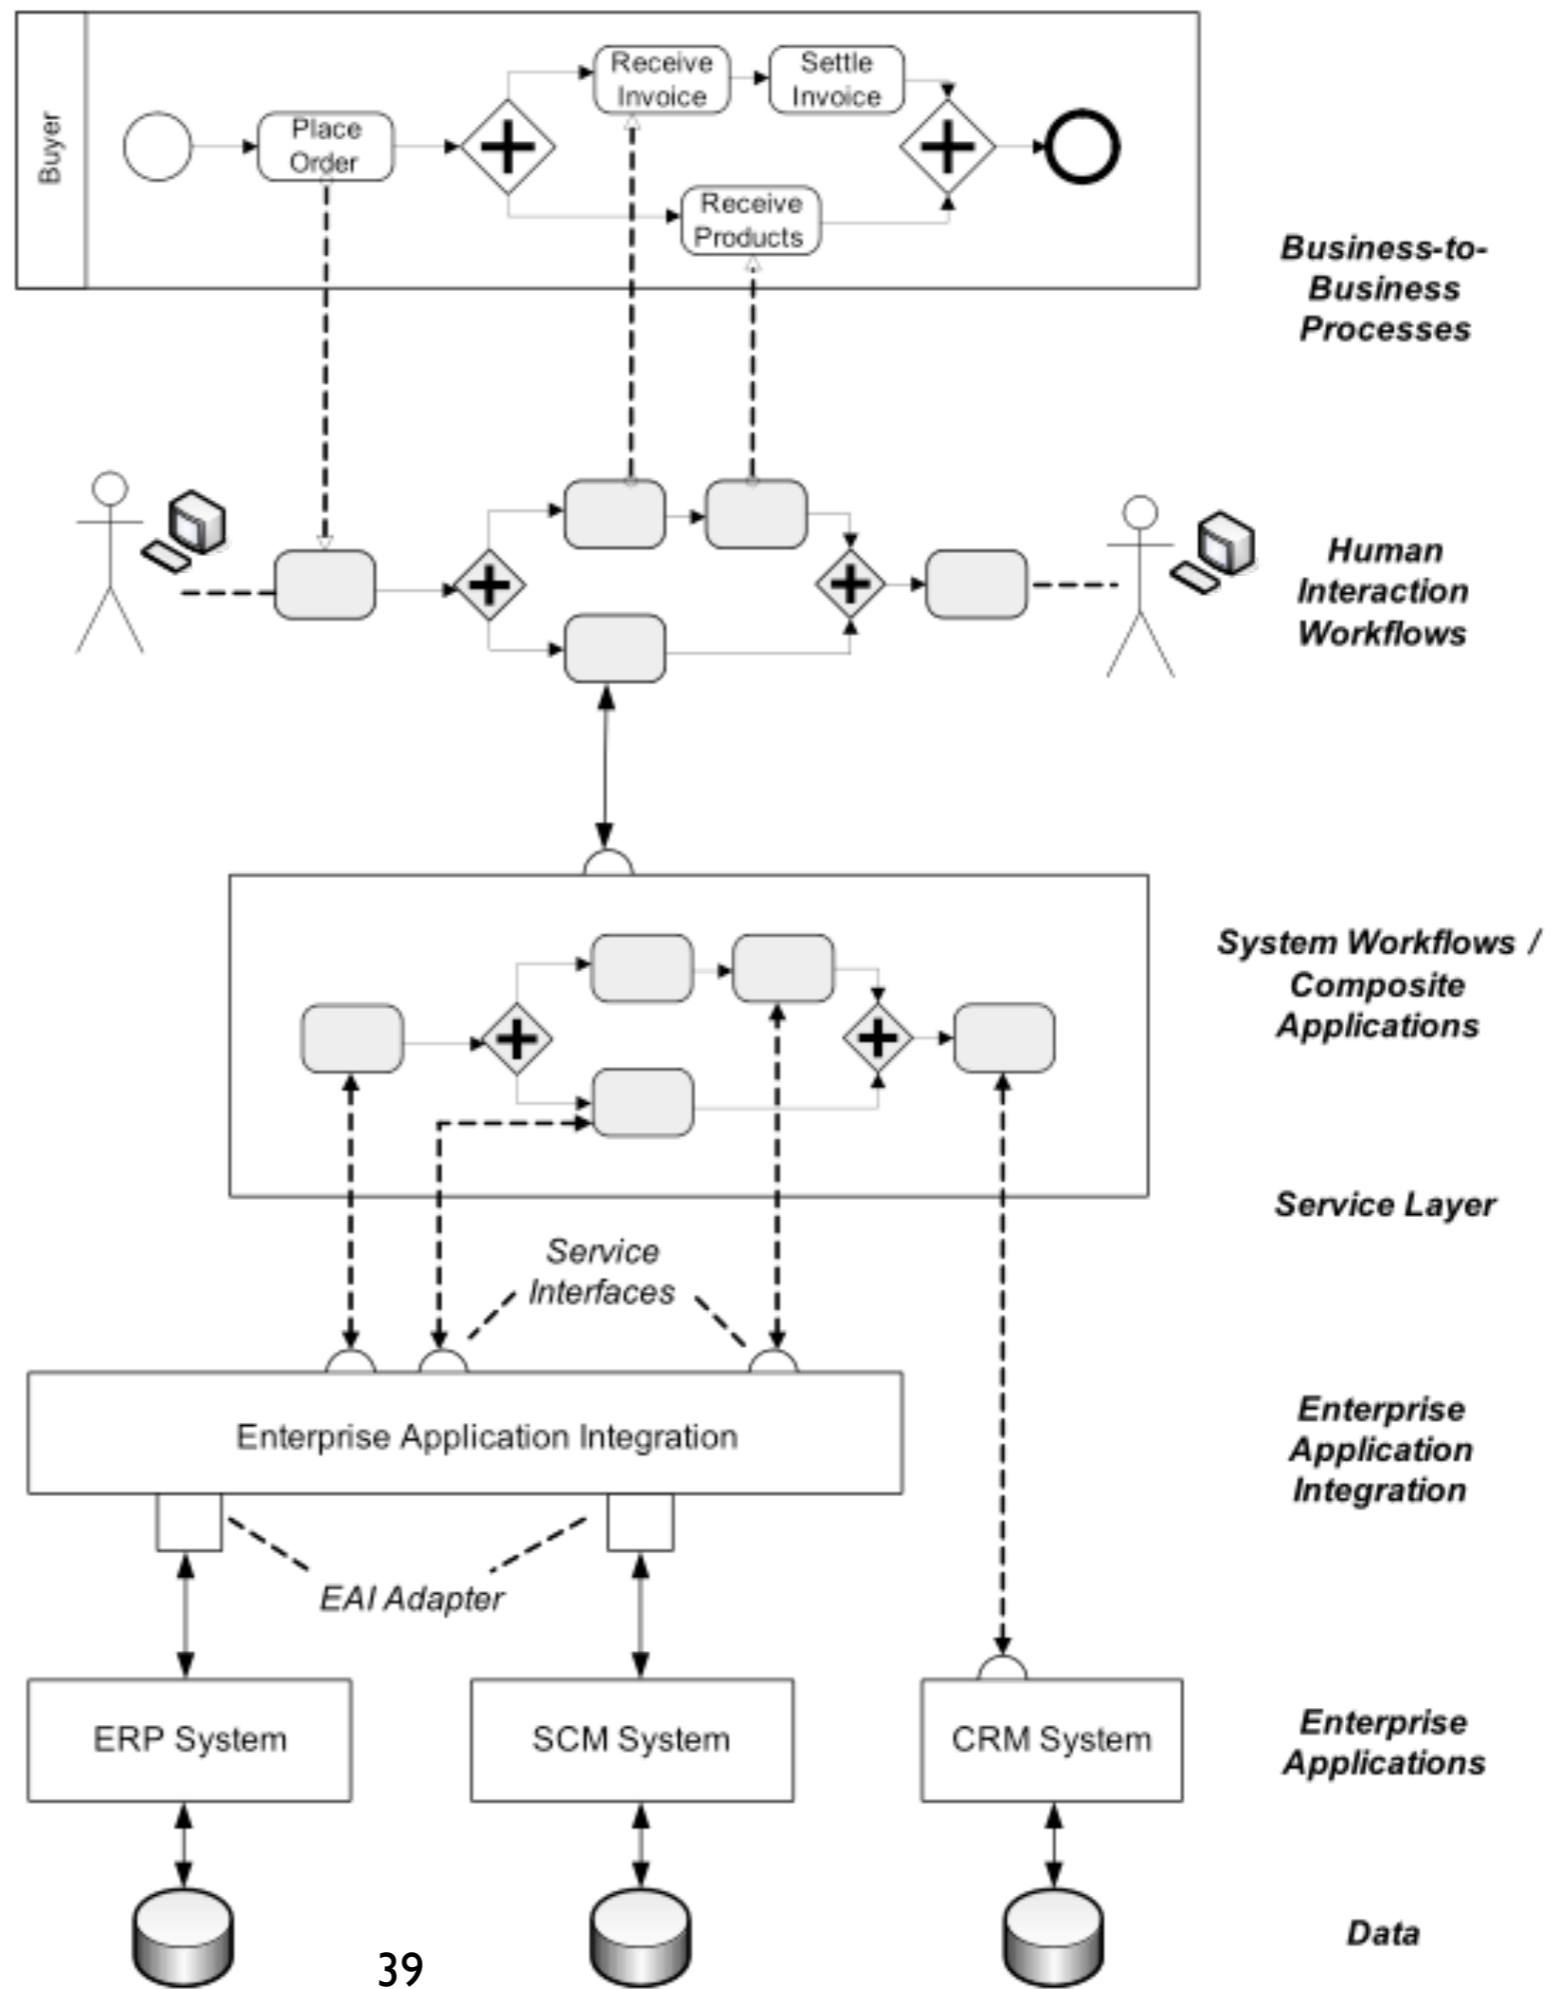 Buyer
Place
Order
Receive
Invoice
Settle
Invoice
Receive
Products
Business-to-
Business
Processes
Human
Interaction
Workflows
System Workflows /
Composite
Applications
Service Layer
Service
Interfaces
Enterprise Application Integration
Enterprise
Application
Integration
EAI Adapter
ERP System
SCM System
CRM System
Enterprise
Applications
Data
39